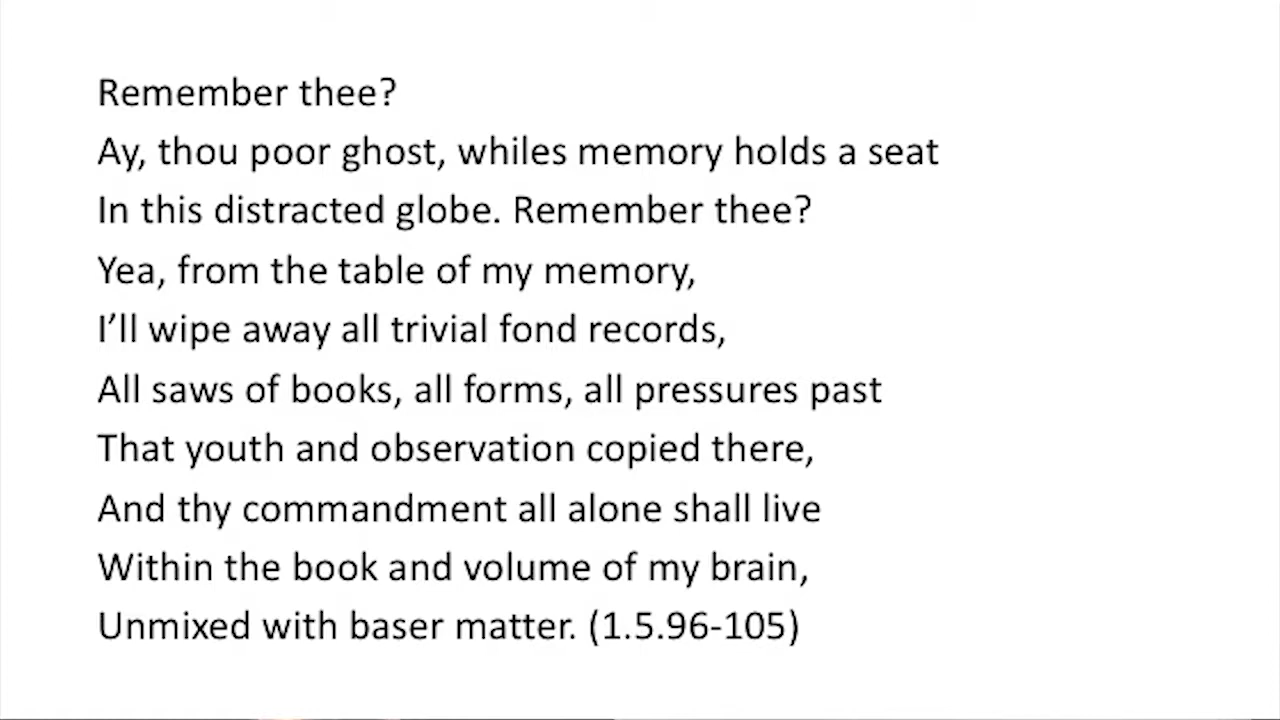 Remember thee?
Ay, thou poor ghost, whiles memory holds a seat
In this distracted globe. Remember thee?
Yea, from the table of my memory,
I’ll wipe away all trivial fond records,
All saws of books, all forms, all pressures past
That youth and observation copied there,
And thy commandment all alone shall live
Within the book and volume of my brain,
Unmixed with baser matter. (1.5.96-105)